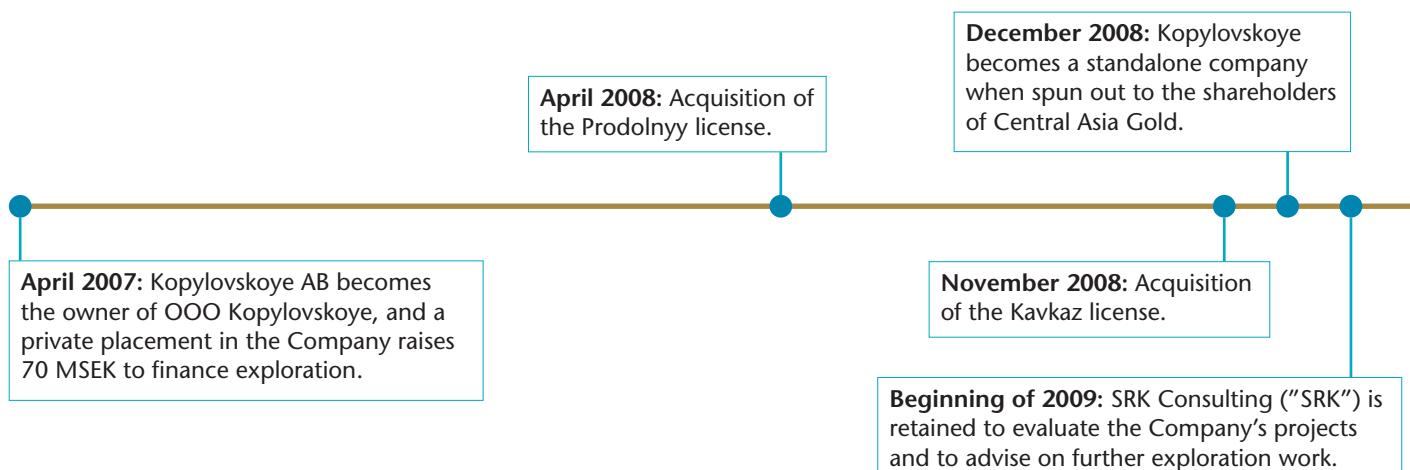 December 2008: Kopylovskoye
becomes a standalone company
when spun out to the shareholders
of Central Asia Gold.
April 2008: Acquisition of
the Prodolnyy license.
April 2007: Kopylovskoye AB becomes
the owner of OOO Kopylovskoye, and a
private placement in the Company raises
70 MSEK to finance exploration.
November 2008: Acquisition
of the Kavkaz license.
Beginning of 2009: SRK Consulting (”SRK”) is
retained to evaluate the Company’s projects
and to advise on further exploration work.